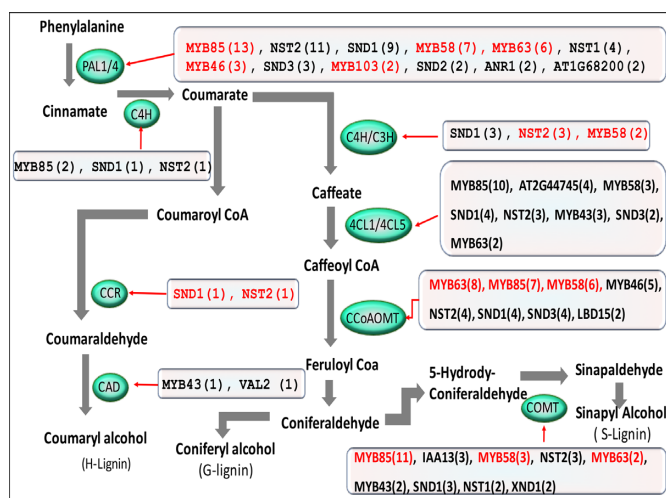 Phenylalanine
PAL1/4
MYB85(13), NST2(11), SND1(9), MYB58(7), MYB63(6), NST1(4),
MYB46(3), SND3(3), MYB103(2), SND2(2), ANR1(2), AT1G68200(2)
Cinnamate
C4H
Coumarate
MYB85(2), SND1(1), NST2(1)
C4H/C3H
SND1(3), NST2(3), MYB58(2)
Caffeate
4CL1/4CL5
MYB85(10), AT2G44745(4), MYB58(3),
SND1(4), NST2(3), MYB43(3), SND3(2),
MYB63(2)
Coumaroyl CoA
Caffeoyl CoA
CCR
SND1(1), NST2(1)
CCoAOMT
MYB63(8), MYB85(7), MYB58(6), MYB46(5),
NST2(4), SND1(4), SND3(4), LBD15(2)
Coumaraldehyde
Feruloyl Coa
CAD
MYB43(1), VAL2 (1)
5-Hydrody-
Coniferaldehyde
Sinapaldehyde
COMT
Coniferaldehyde
Sinapyl Alcohol
( S-Lignin)
Coumaryl alcohol
(H-Lignin)
Coniferyl alcohol
(G-lignin)
MYB85(11), IAA13(3), MYB58(3), NST2(3), MYB63(2),
MYB43(2), SND1(3), NST1(2), XND1(2)